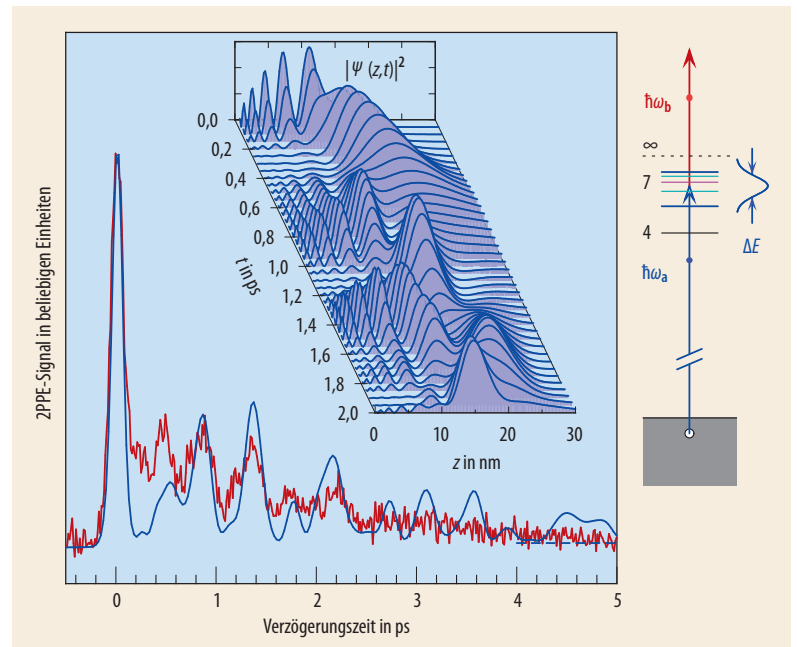 |Ψ (z,t)|²
0,0
0,2
0,4
0,6
0,8
1,0
1,2
1,4
1,6
1,8
2,0
t in ps
0 10 20 30
z in nm
2PPE-Signal in beliebigen Einheiten
0 1 2 3 4 5
Verzögerungszeit in ps
ħω_b
∞
7
4
ΔE
ħω_a